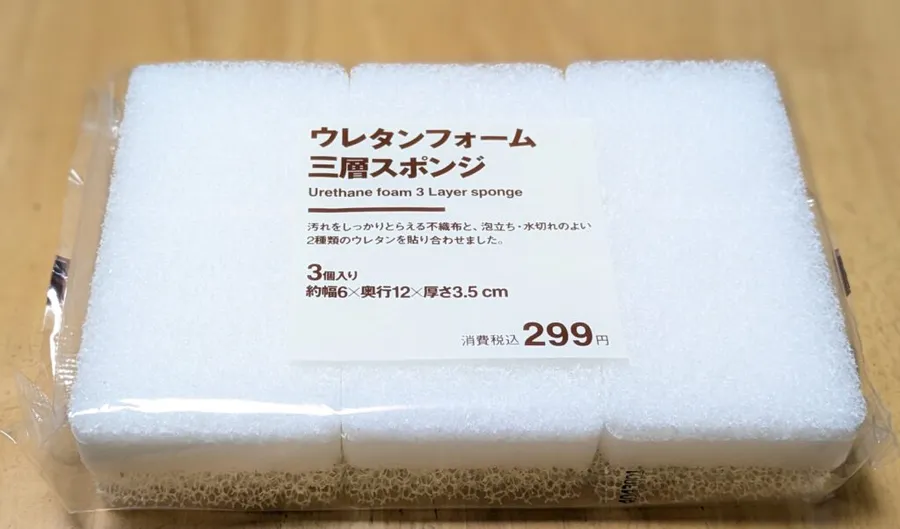 ウレタンフォーム
三層スポンジ
Urethane foam 3 Layer sponge
汚れをしっかりとらえる不織布と、泡立ち・水切れのよい
2種類のウレタンを貼り合わせました。
3個入り
約幅6×奥行12×厚さ3.5 cm
消費税込 299円